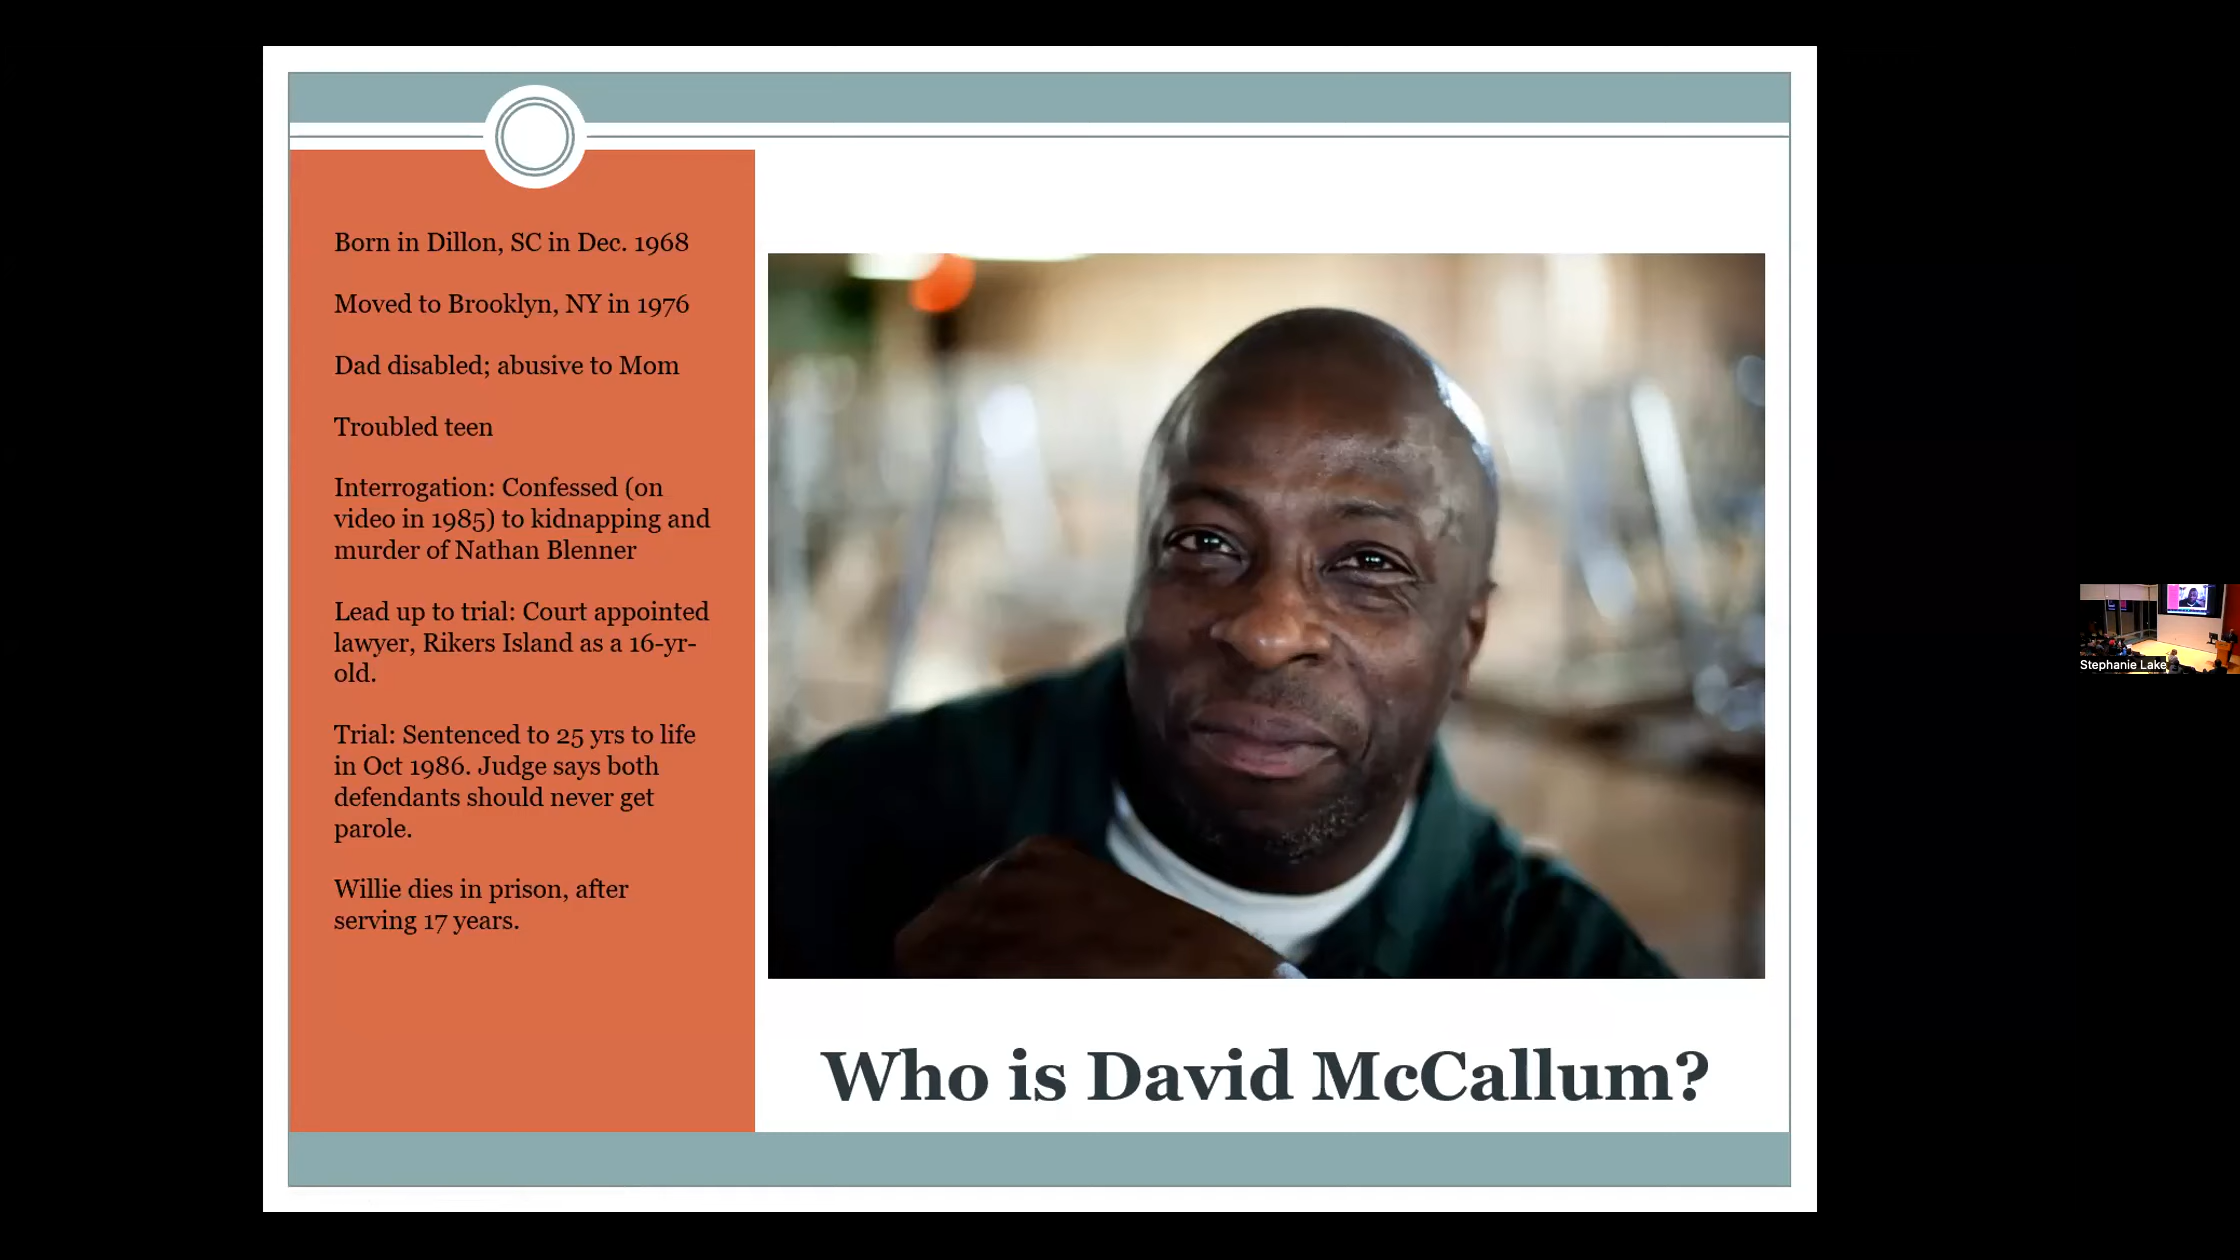 Born in Dillon, SC in Dec. 1968
Moved to Brooklyn, NY in 1976
Dad disabled; abusive to Mom
Troubled teen
Interrogation: Confessed (on
video in 1985) to kidnapping and
murder of Nathan Blenner
Lead up to trial: Court appointed
lawyer, Rikers Island as a 16-yr-
old.
Trial: Sentenced to 25 yrs to life
in Oct 1986. Judge says both
defendants should never get
parole.
Willie dies in prison, after
serving 17 years.
Who is David McCallum?
Stephanie Lake